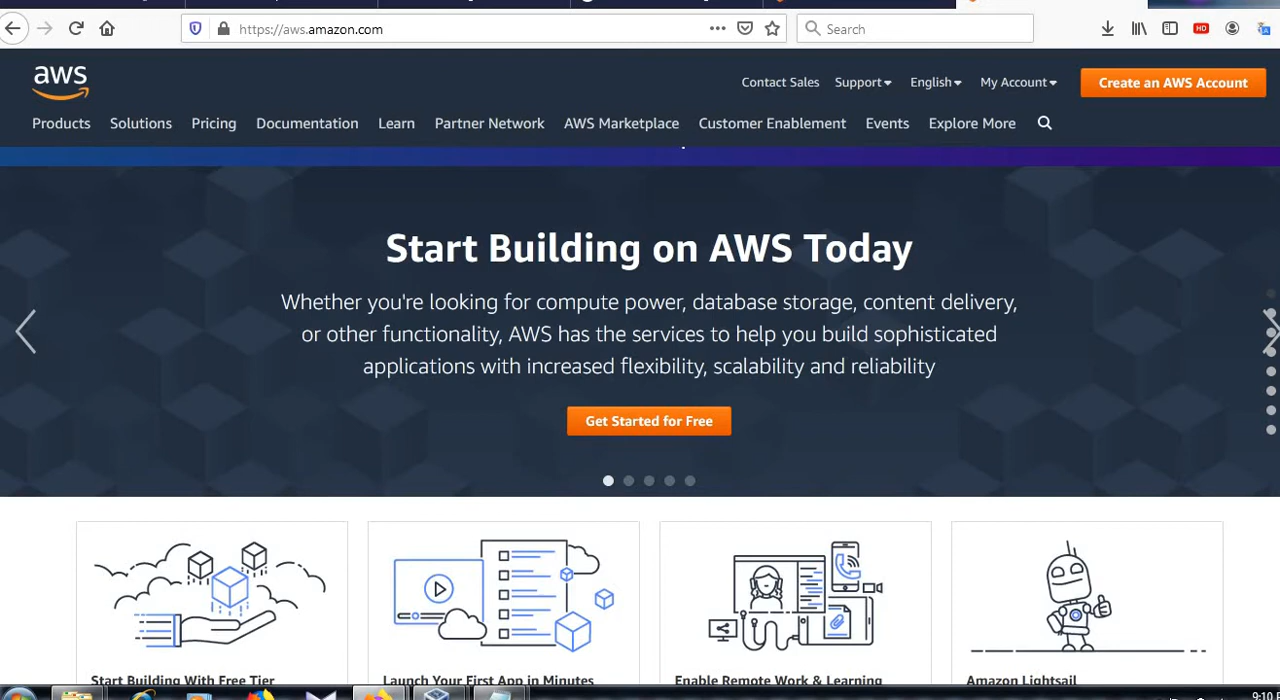 https://aws.amazon.com
Search
HD
aws
Contact Sales Support English My Account Create an AWS Account
Products Solutions Pricing Documentation Learn Partner Network AWS Marketplace Customer Enablement Events Explore More
Start Building on AWS Today
Whether you're looking for compute power, database storage, content delivery,
or other functionality, AWS has the services to help you build sophisticated
applications with increased flexibility, scalability and reliability
Get Started for Free
Start Building With Free Tier Launch Your First App in Minutes Enable Remote Work & Learning Amazon Lightsail